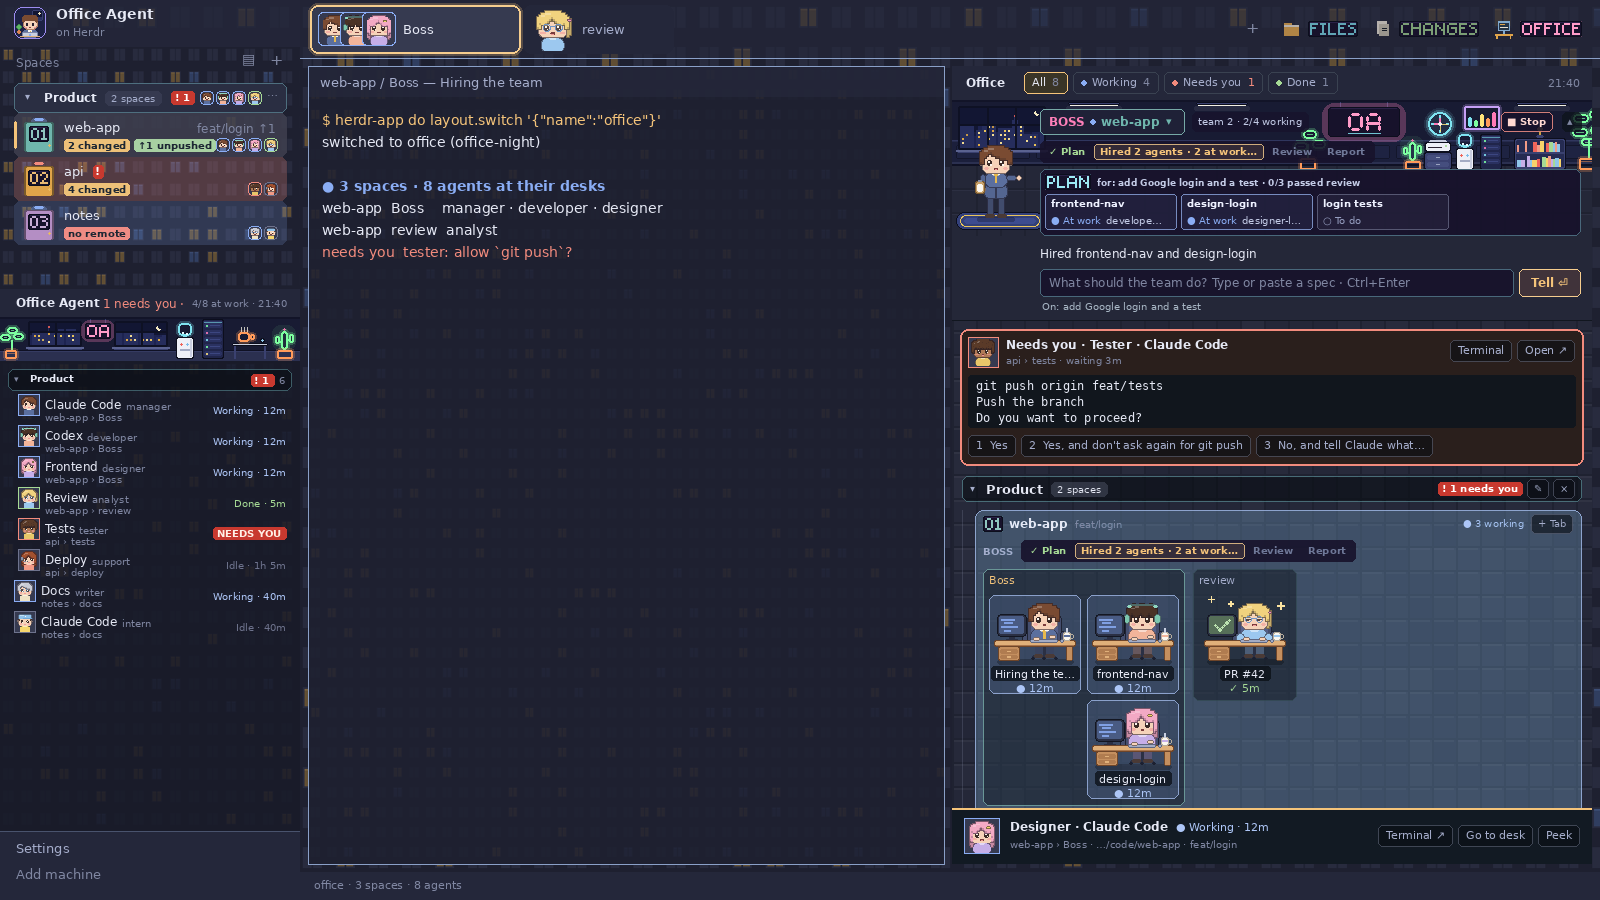 Office Agent
on Herdr
Spaces
Product 2 spaces ! 1
01 web-app feat/login ↑1
2 changed ↑1 unpushed
02 api !
4 changed
03 notes
no remote
Office Agent 1 needs you · 4/8 at work · 21:40
OA
Product ! 1 6
Claude Code manager Working · 12m
web-app › Boss
Codex developer Working · 12m
web-app › Boss
Frontend designer Working · 12m
web-app › Boss
Review analyst Done · 5m
web-app › review
Tests tester NEEDS YOU
api › tests
Deploy support Idle · 1h 5m
api › deploy
Docs writer Working · 40m
notes › docs
Claude Code intern Idle · 40m
notes › docs
Settings
Add machine
Boss
review
+ FILES CHANGES OFFICE
web-app / Boss — Hiring the team
$ herdr-app do layout.switch '{"name":"office"}'
switched to office (office-night)
● 3 spaces · 8 agents at their desks
web-app Boss manager · developer · designer
web-app review analyst
needs you tester: allow `git push`?
office · 3 spaces · 8 agents
Office All 8 Working 4 Needs you 1 Done 1 21:40
BOSS ◆ web-app ▾ team 2 · 2/4 working OA ■ Stop
✓ Plan Hired 2 agents · 2 at work… Review Report
PLAN for: add Google login and a test · 0/3 passed review
frontend-nav design-login login tests
● At work develope… ● At work designer-l… ○ To do
Hired frontend-nav and design-login
What should the team do? Type or paste a spec · Ctrl+Enter Tell ⏎
On: add Google login and a test
Needs you · Tester · Claude Code Terminal Open ↗
api › tests · waiting 3m
git push origin feat/tests
Push the branch
Do you want to proceed?
1 Yes 2 Yes, and don't ask again for git push 3 No, and tell Claude what…
Product 2 spaces ! 1 needs you
01 web-app feat/login ● 3 working + Tab
BOSS ✓ Plan Hired 2 agents · 2 at work… Review Report
Boss review
Hiring the te… frontend-nav PR #42
● 12m ● 12m ✓ 5m
design-login
● 12m
Designer · Claude Code ● Working · 12m Terminal ↗ Go to desk Peek
web-app › Boss · …/code/web-app · feat/login